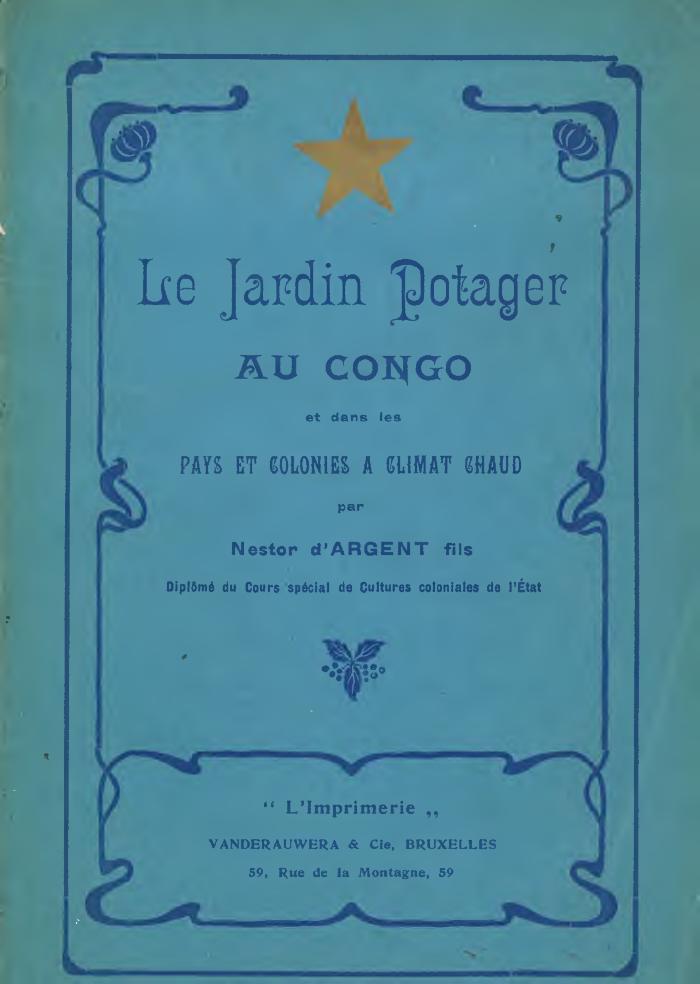 Le Jardin Potager
AU CONGO
et dans les
PAYS ET COLONIES A CLIMAT CHAUD
par
Nestor d'ARGENT fils
Diplômé du Cours spécial de Cultures coloniales de l'État
“ L'Imprimerie „
VANDERAUWERA & Cie, BRUXELLES
59, Rue de la Montagne, 59